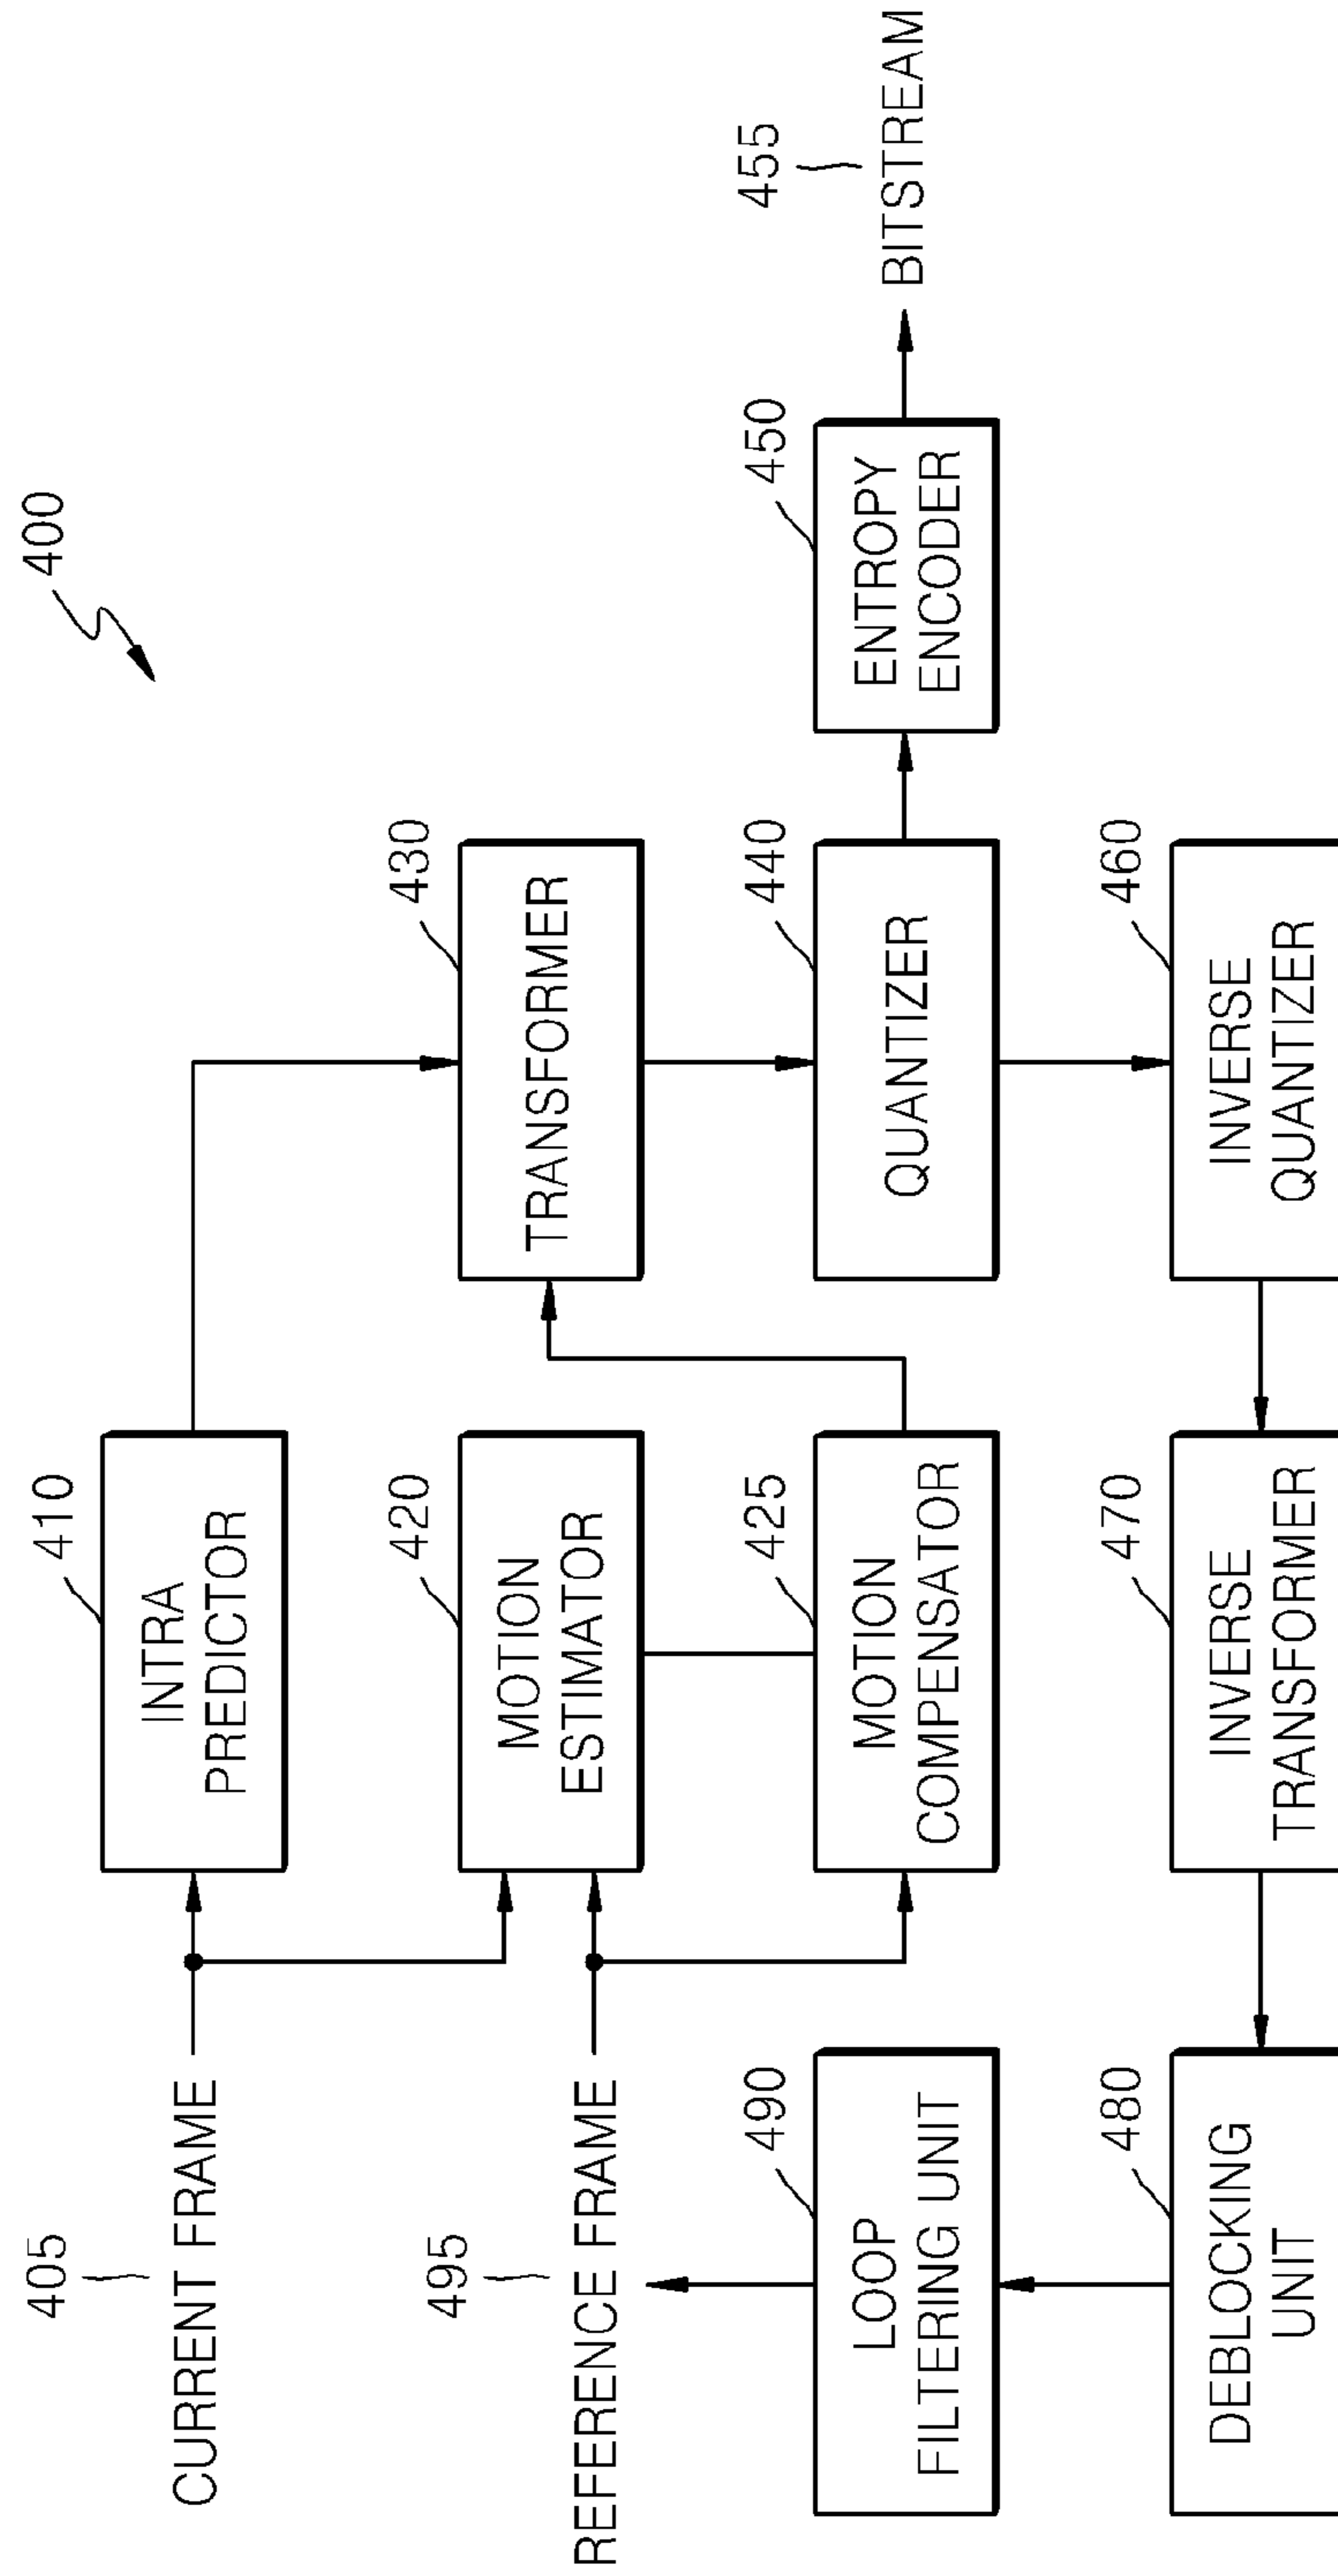 400
405
CURRENT FRAME
410
INTRA
PREDICTOR
495
REFERENCE FRAME
420
MOTION
ESTIMATOR
430
TRANSFORMER
490
LOOP
FILTERING UNIT
425
MOTION
COMPENSATOR
440
QUANTIZER
450
ENTROPY
ENCODER
455
BITSTREAM
480
DEBLOCKING
UNIT
470
INVERSE
TRANSFORMER
460
INVERSE
QUANTIZER